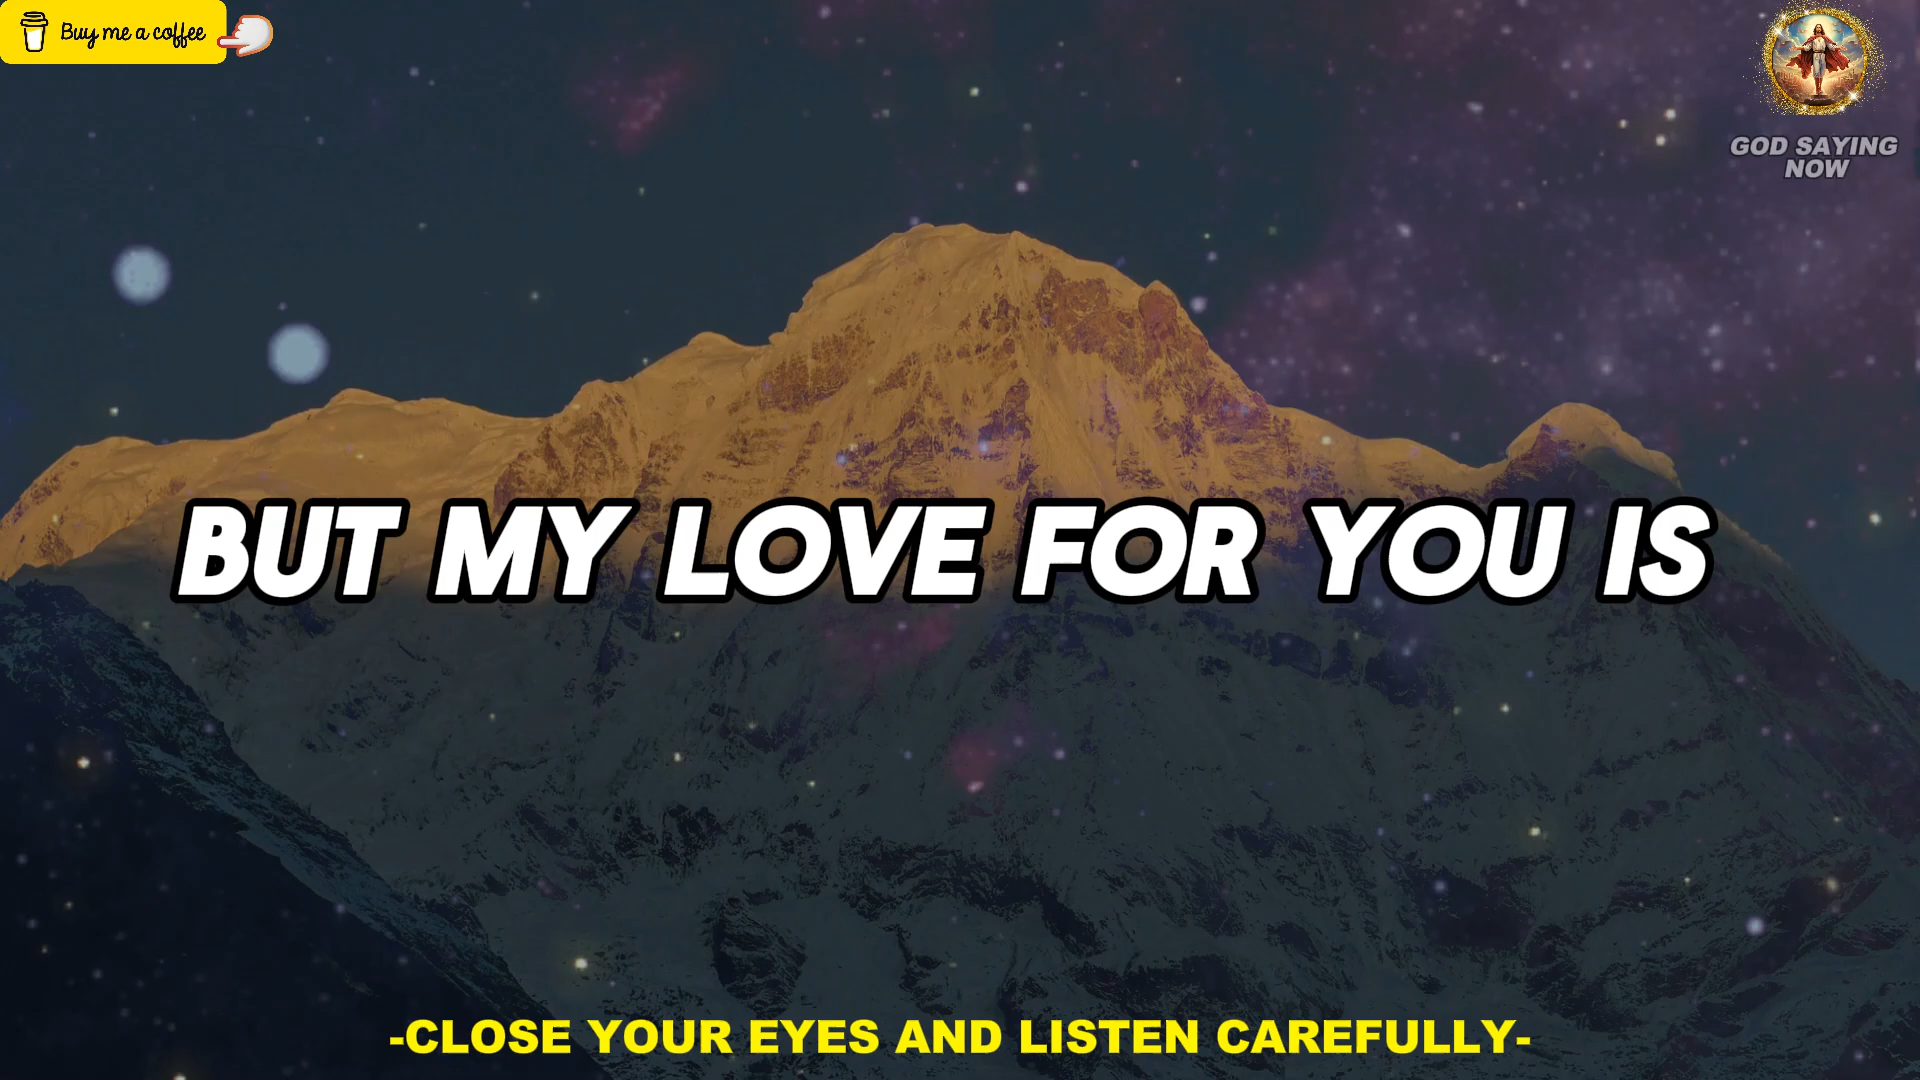 Buy me a coffee
GOD SAYING
NOW
BUT MY LOVE FOR YOU IS
-CLOSE YOUR EYES AND LISTEN CAREFULLY-